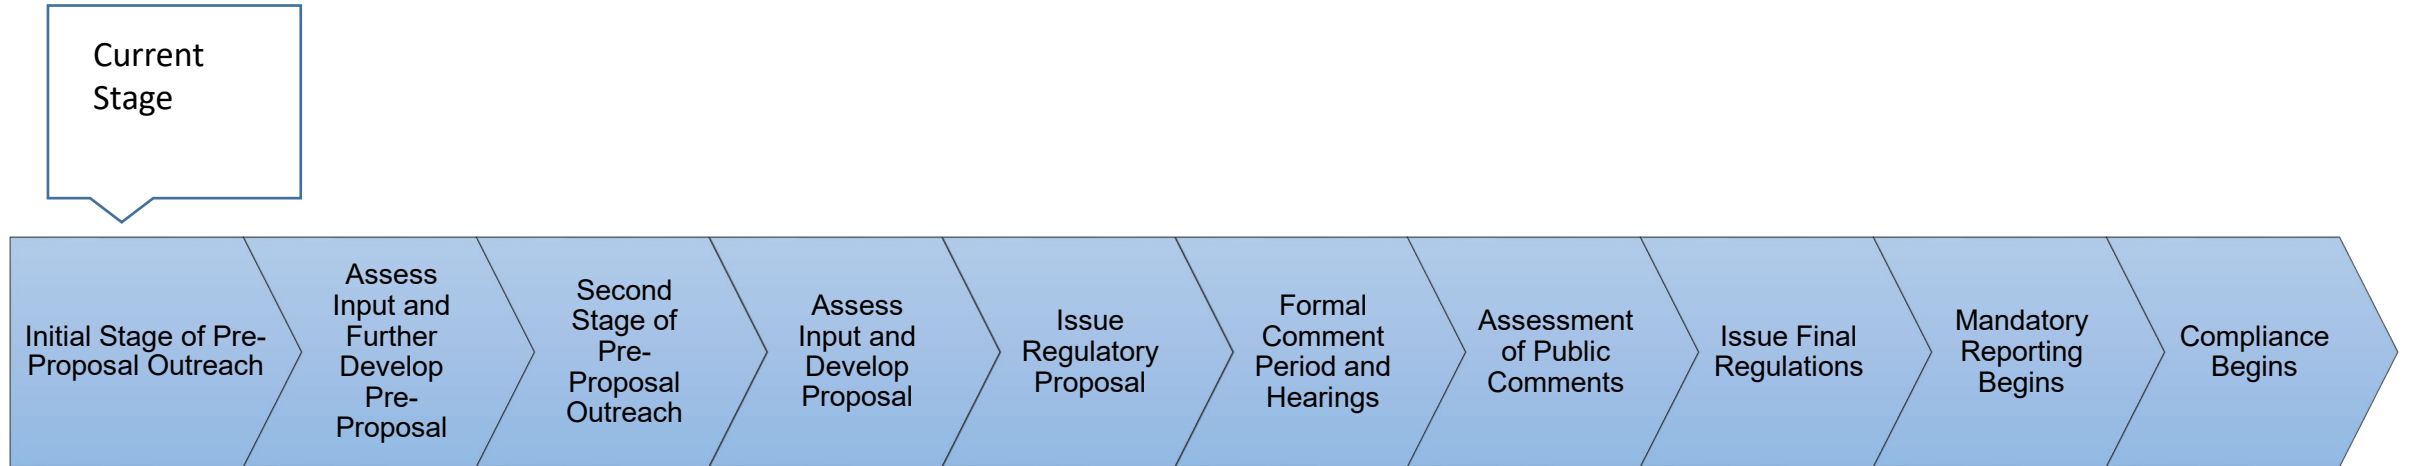 Current
Stage
Initial Stage of Pre-
Proposal Outreach
Assess
Input and
Further
Develop
Pre-
Proposal
Second
Stage of
Pre-
Proposal
Outreach
Assess
Input and
Develop
Proposal
Issue
Regulatory
Proposal
Formal
Comment
Period and
Hearings
Assessment
of Public
Comments
Issue Final
Regulations
Mandatory
Reporting
Begins
Compliance
Begins